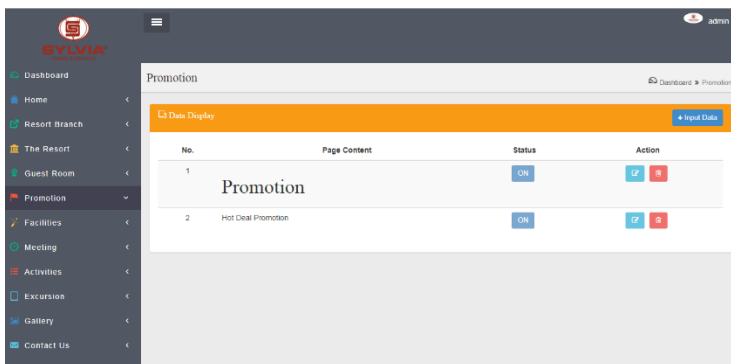 SYLVIA
admin
Dashboard
Home
Resort Branch
The Resort
Guest Room
Promotion
Facilities
Meeting
Activities
Excursion
Gallery
Contact Us
Promotion
Dashboard » Promotion
Data Display
+ Input Data
No. Page Content Status Action
1 Promotion ON
2 Hot Deal Promotion ON